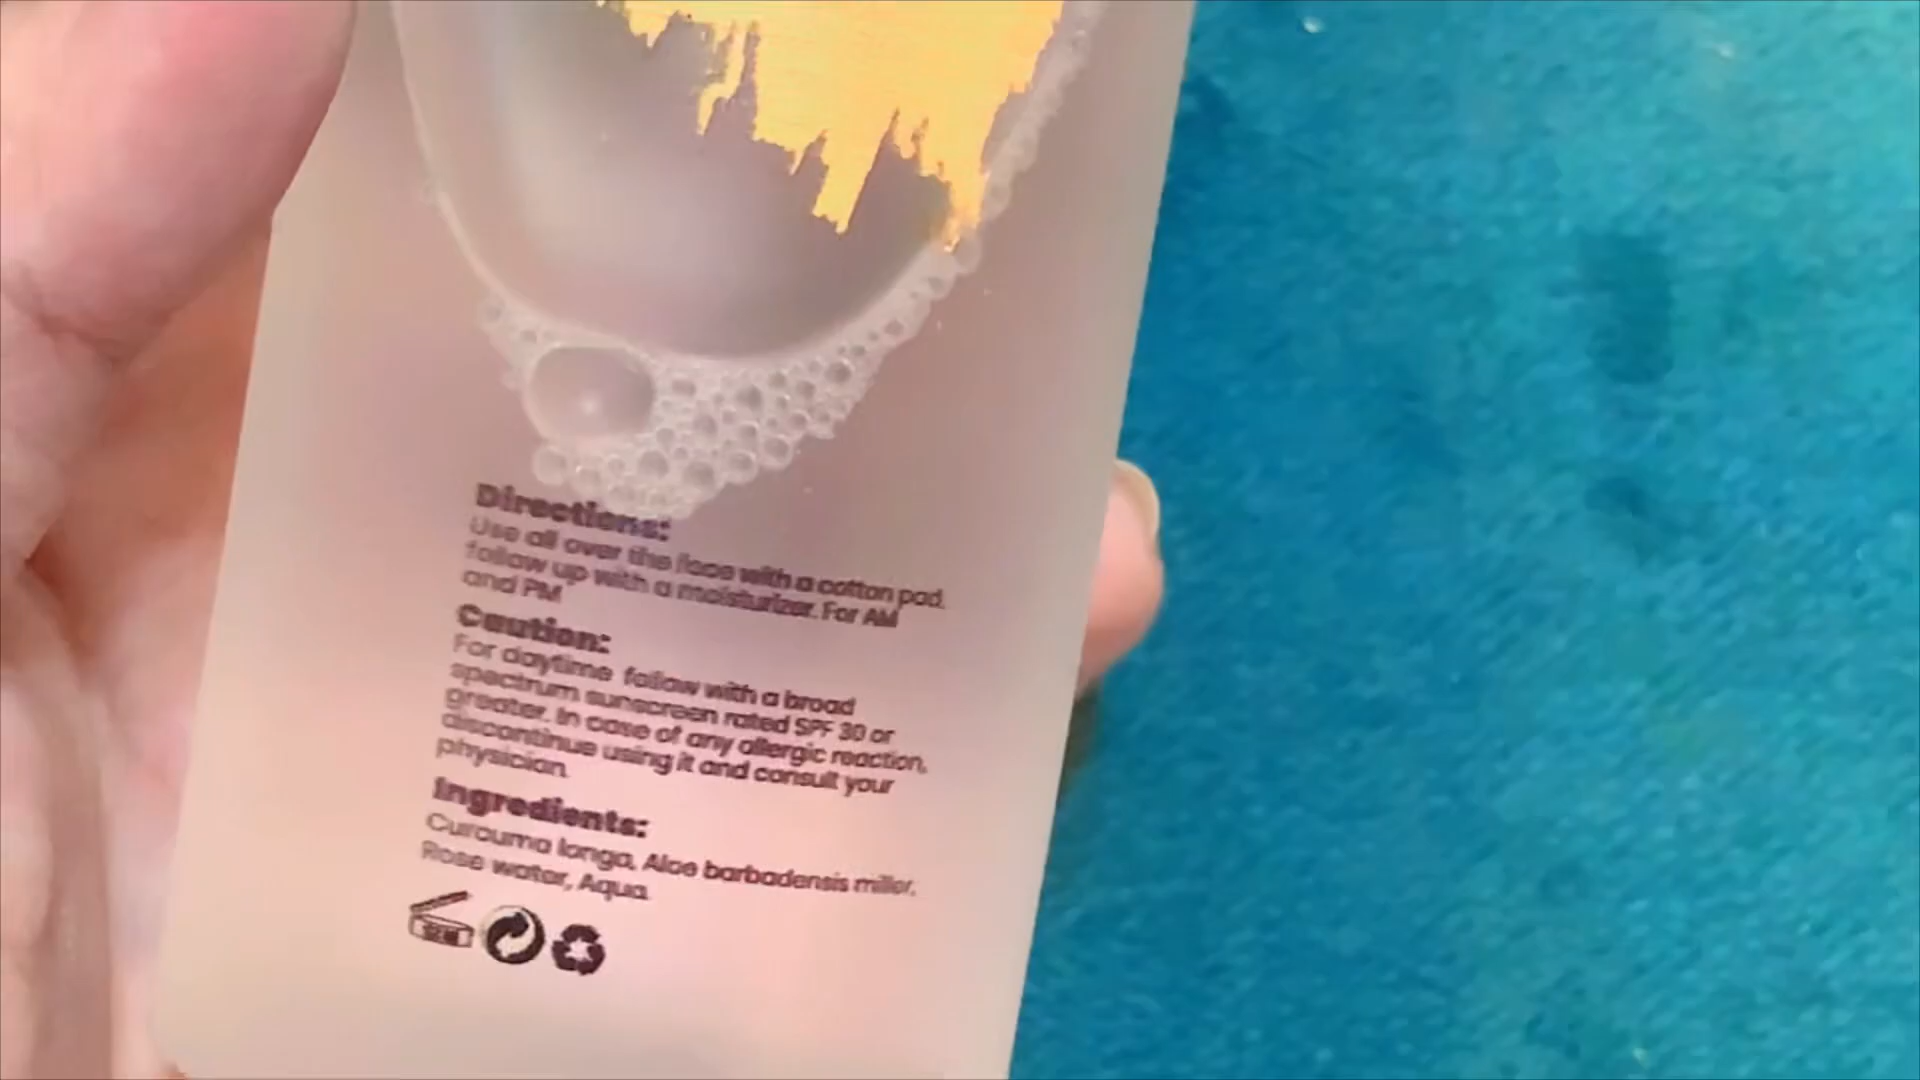 Directions:
Use all over the face with a cotton pad,
follow up with a moisturizer. For AM
and PM
Caution:
For daytime follow with a broad
spectrum sunscreen rated SPF 30 or
greater. In case of any allergic reaction,
discontinue using it and consult your
physician.
Ingredients:
Curcuma longa, Aloe barbadensis miller,
Rose water, Aqua.